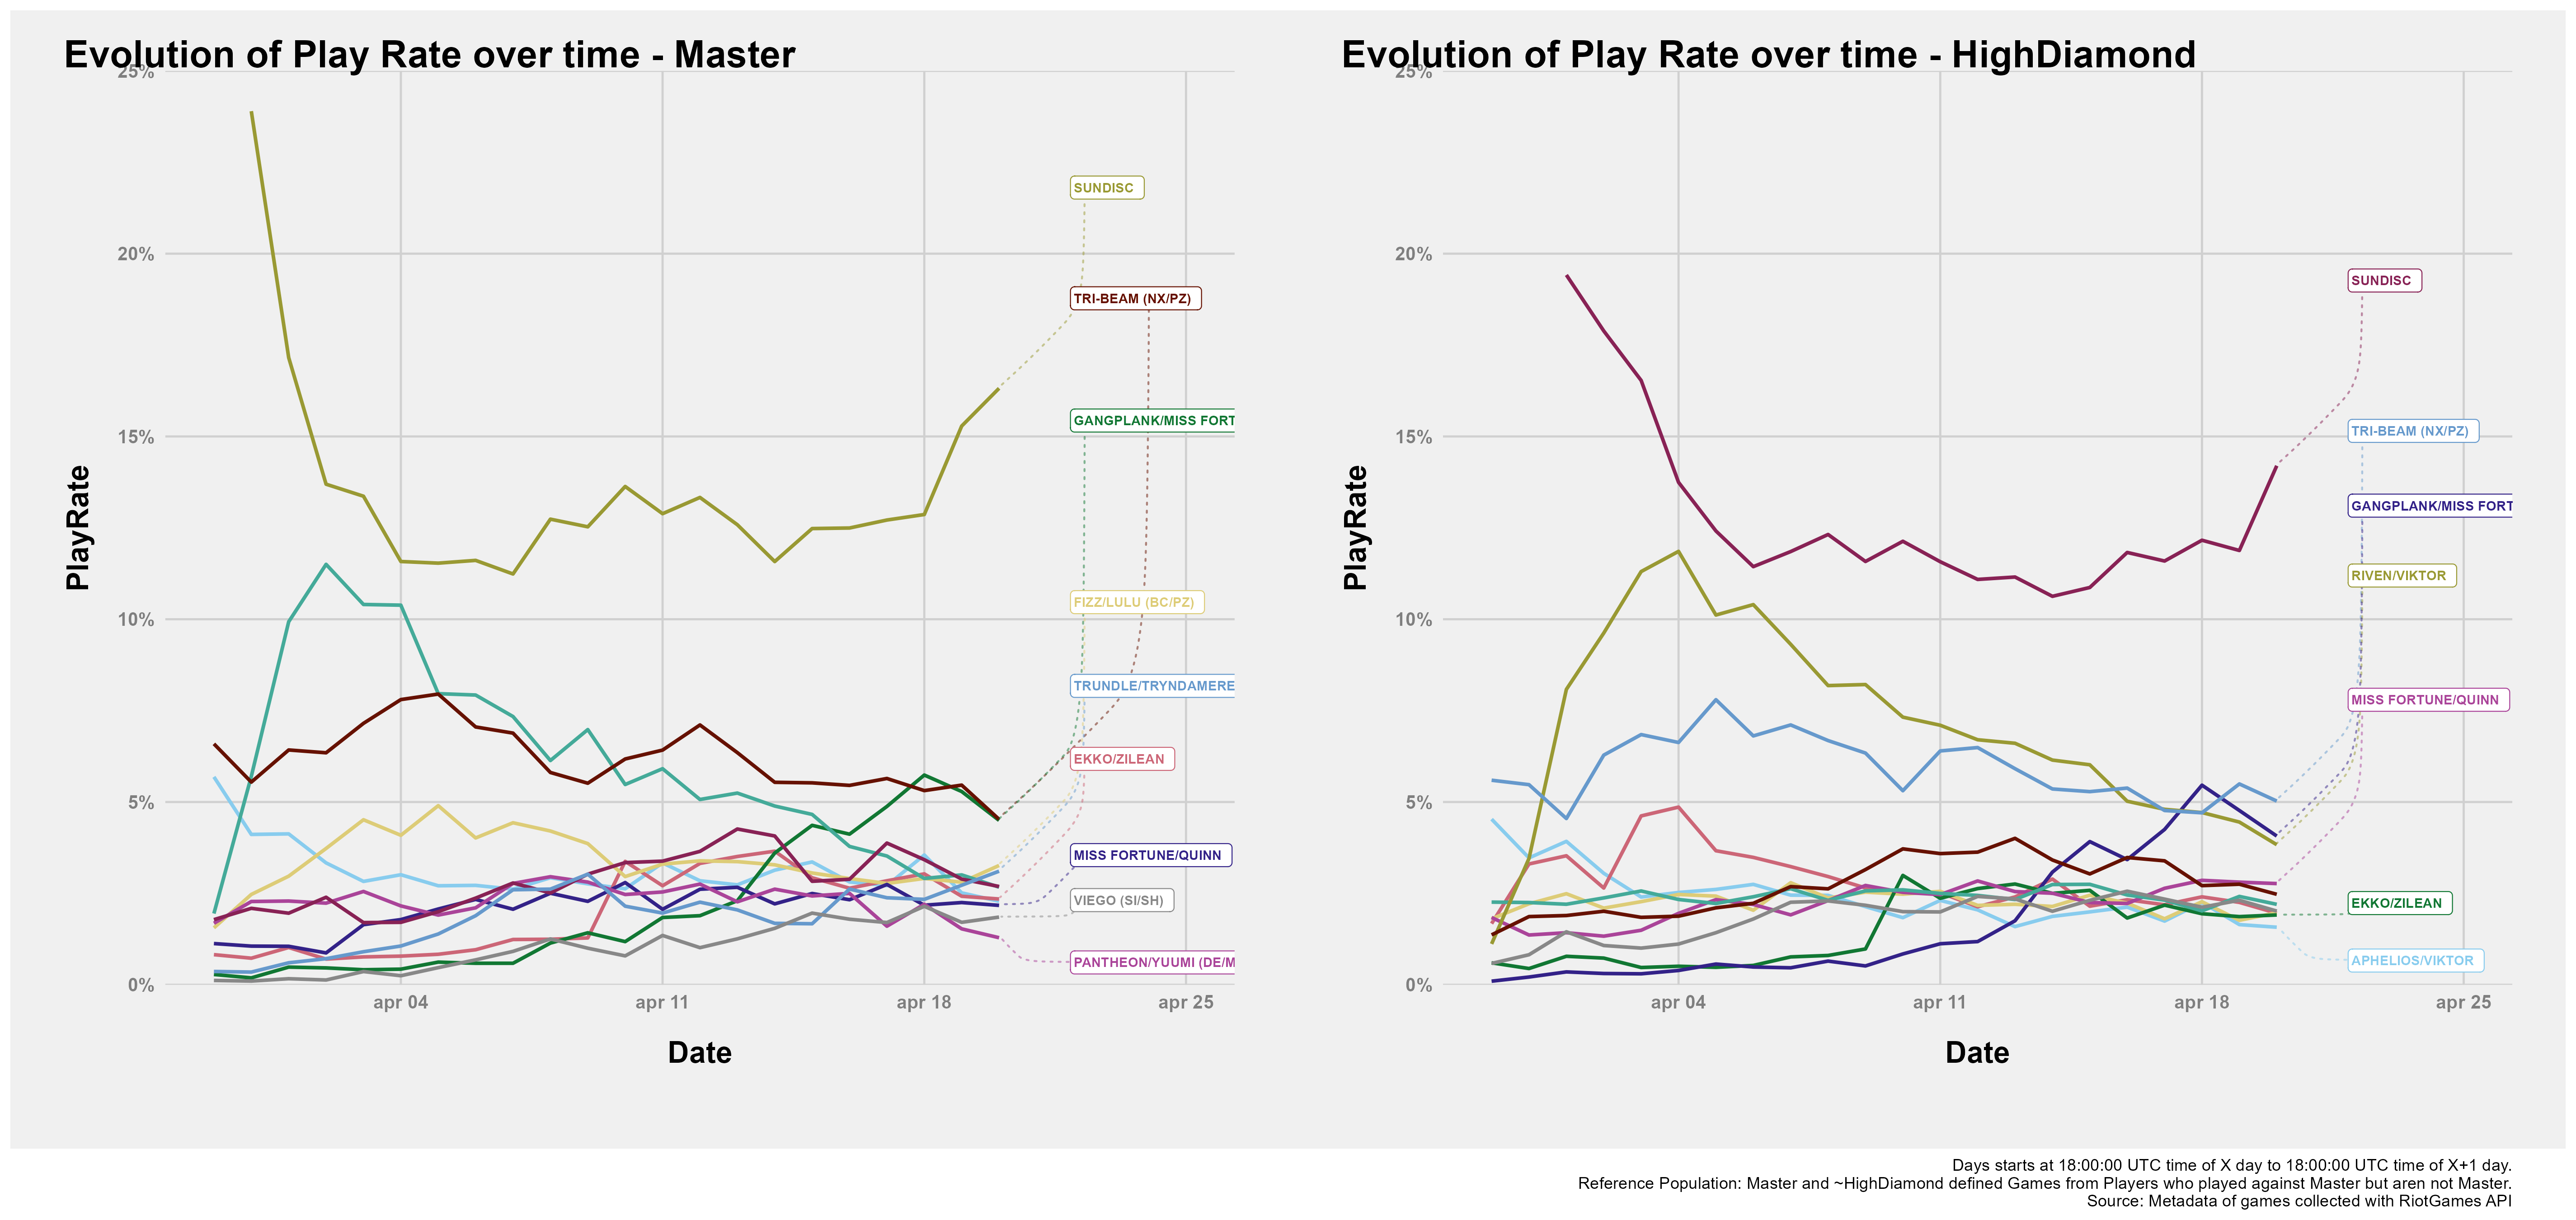 Evolution of Play Rate over time - Master
25%
20%
15%
10%
5%
0%
PlayRate
SUNDISC
TRI-BEAM (NX/PZ)
GANGPLANK/MISS FORT
FIZZ/LULU (BC/PZ)
TRUNDLE/TRYNDAMERE
EKKO/ZILEAN
MISS FORTUNE/QUINN
VIEGO (SI/SH)
PANTHEON/YUUMI (DE/M
apr 04
apr 11
apr 18
apr 25
Date
Evolution of Play Rate over time - HighDiamond
25%
20%
15%
10%
5%
0%
PlayRate
SUNDISC
TRI-BEAM (NX/PZ)
GANGPLANK/MISS FORT
RIVEN/VIKTOR
MISS FORTUNE/QUINN
EKKO/ZILEAN
APHELIOS/VIKTOR
apr 04
apr 11
apr 18
apr 25
Date
Days starts at 18:00:00 UTC time of X day to 18:00:00 UTC time of X+1 day.
Reference Population: Master and ~HighDiamond defined Games from Players who played against Master but aren not Master.
Source: Metadata of games collected with RiotGames API